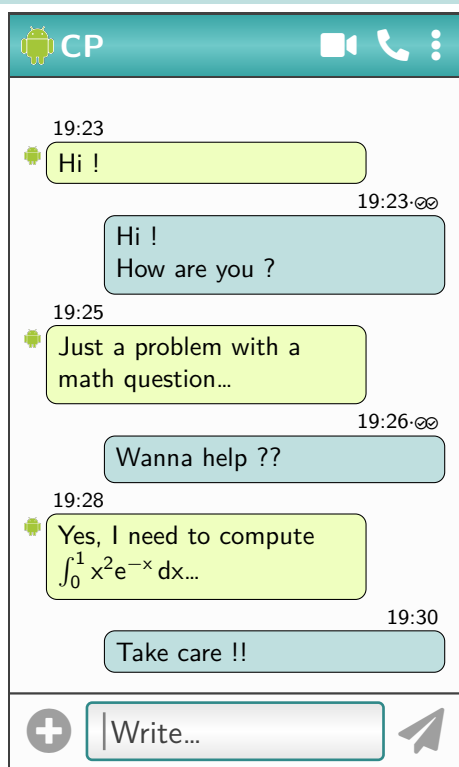 CP
19:23
Hi !
19:23
Hi !
How are you ?
19:25
Just a problem with a
math question…
19:26
Wanna help ??
19:28
Yes, I need to compute
∫₀¹ x²e⁻ˣ dx…
19:30
Take care !!
Write…